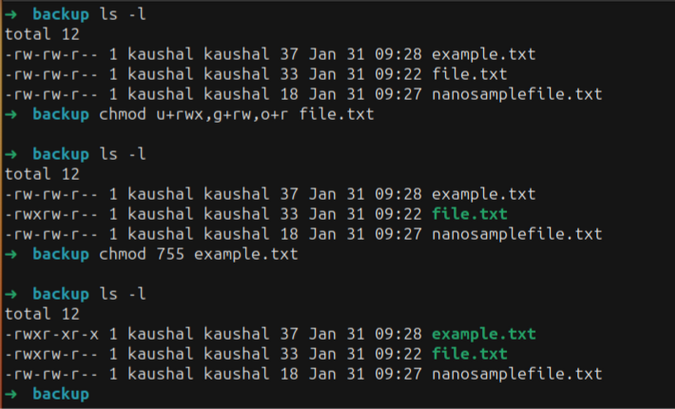 ➜ backup ls -l
total 12
-rw-rw-r-- 1 kaushal kaushal 37 Jan 31 09:28 example.txt
-rw-rw-r-- 1 kaushal kaushal 33 Jan 31 09:22 file.txt
-rw-rw-r-- 1 kaushal kaushal 18 Jan 31 09:27 nanosamplefile.txt
➜ backup chmod u+rwx,g+rw,o+r file.txt
➜ backup ls -l
total 12
-rw-rw-r-- 1 kaushal kaushal 37 Jan 31 09:28 example.txt
-rwxrw-r-- 1 kaushal kaushal 33 Jan 31 09:22 file.txt
-rw-rw-r-- 1 kaushal kaushal 18 Jan 31 09:27 nanosamplefile.txt
➜ backup chmod 755 example.txt
➜ backup ls -l
total 12
-rwxr-xr-x 1 kaushal kaushal 37 Jan 31 09:28 example.txt
-rwxrw-r-- 1 kaushal kaushal 33 Jan 31 09:22 file.txt
-rw-rw-r-- 1 kaushal kaushal 18 Jan 31 09:27 nanosamplefile.txt
➜ backup